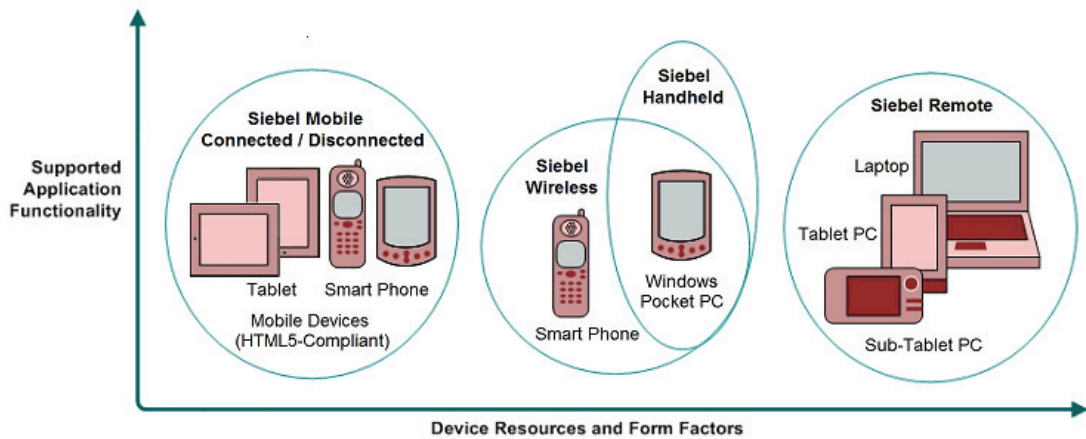 Supported
Application
Functionality
Siebel Mobile
Connected / Disconnected
Tablet
Smart Phone
Mobile Devices
(HTML5-Compliant)
Siebel
Wireless
Smart Phone
Siebel
Handheld
Windows
Pocket PC
Siebel Remote
Laptop
Tablet PC
Sub-Tablet PC
Device Resources and Form Factors